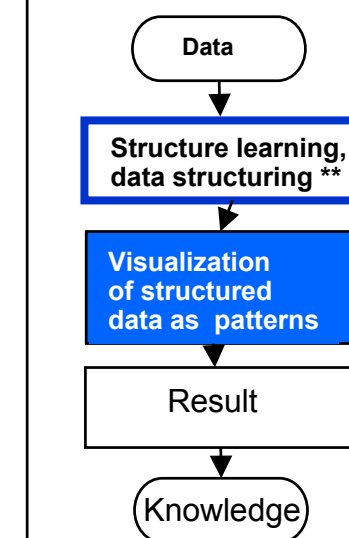 Data
Structure learning,
data structuring **
Visualization
of structured
data as patterns
Result
Knowledge